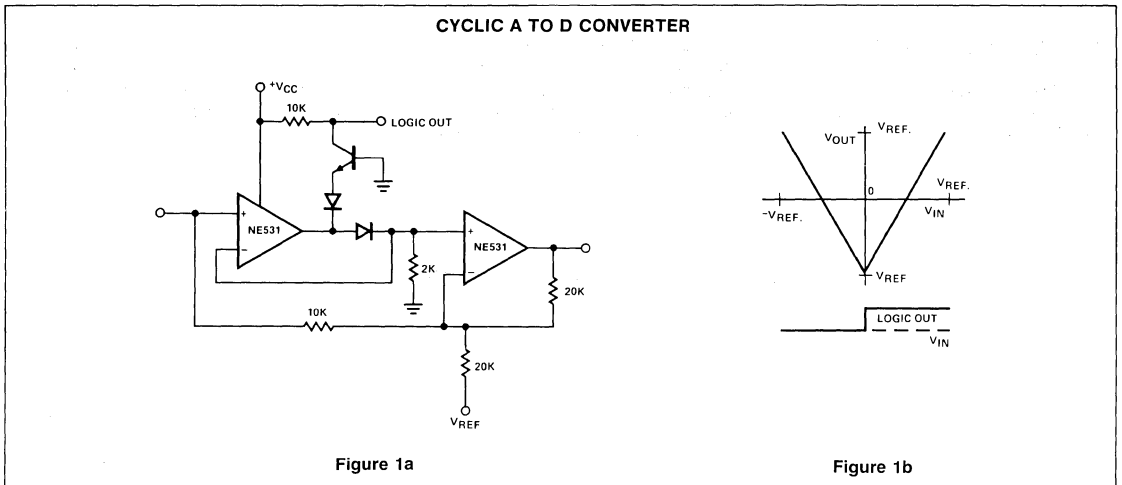 CYCLIC A TO D CONVERTER
+VCC
10K
LOGIC OUT
+
NE531
−
+
NE531
−
2K
20K
10K
20K
VREF
Figure 1a
VOUT
VREF.
0
VREF.
-VREF.
VIN
VREF
LOGIC OUT
VIN
Figure 1b